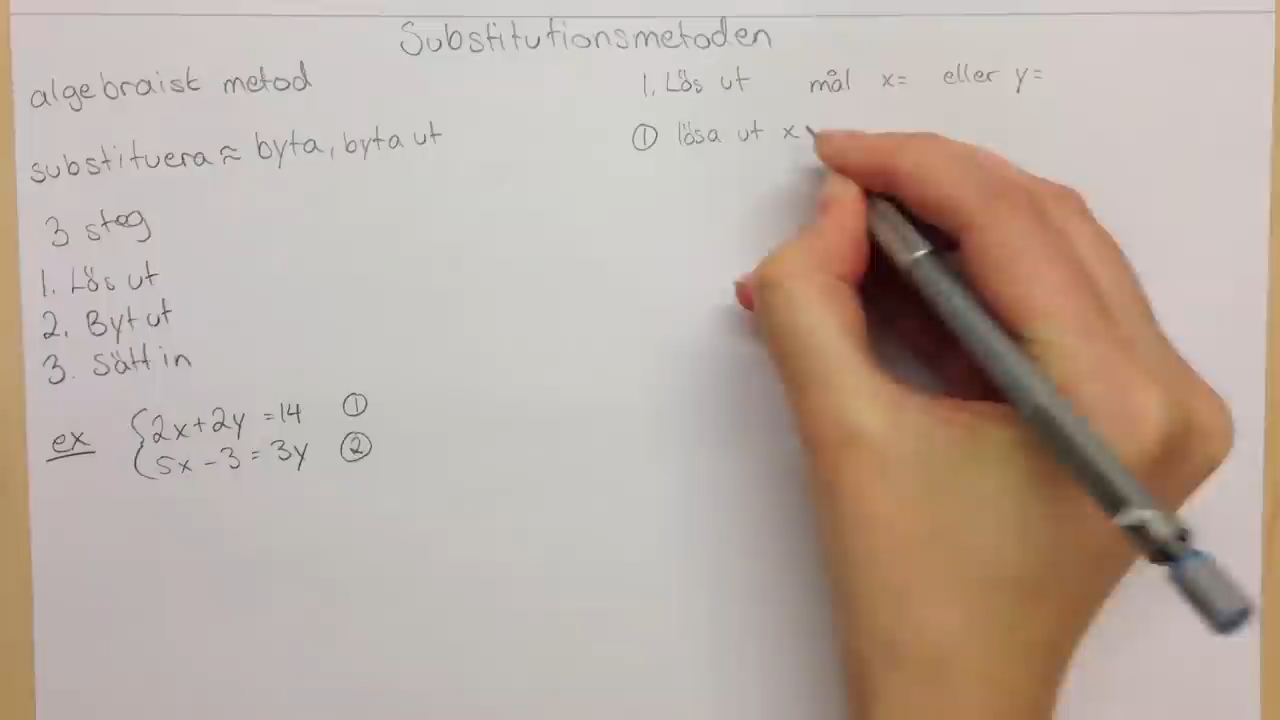 Substitutionsmetoden
algebraisk metod
substituera ≈ byta, byta ut
3 steg
1. Lös ut
2. Byt ut
3. Sätt in
ex {2x+2y = 14 ①
5x - 3 = 3y ②
1. Lös ut mål x= eller y=
① lösa ut x